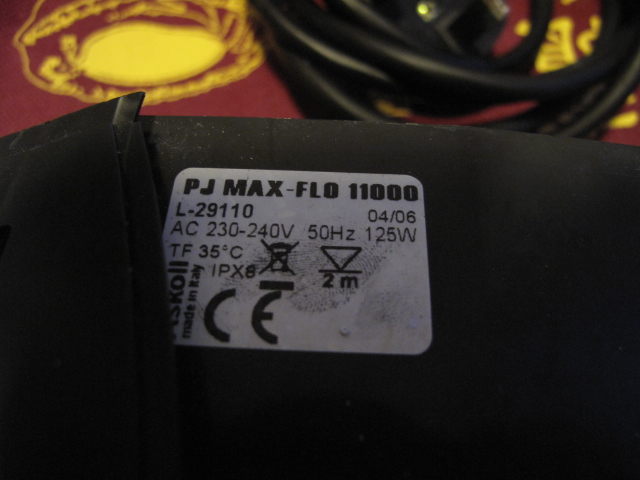 PJ MAX-FLO 11000
L-29110 04/06
AC 230-240V 50Hz 125W
TF 35°C
IPX8
2 m
Askoll
made in Italy
CE